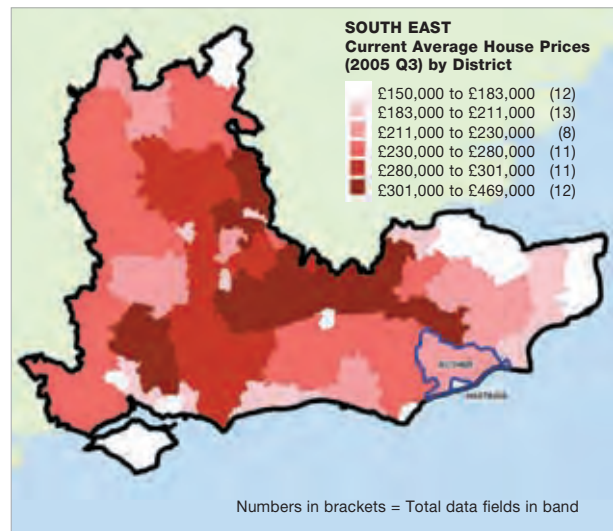 SOUTH EAST
Current Average House Prices
(2005 Q3) by District
£150,000 to £183,000 (12)
£183,000 to £211,000 (13)
£211,000 to £230,000 (8)
£230,000 to £280,000 (11)
£280,000 to £301,000 (11)
£301,000 to £469,000 (12)
ROTHER
HASTINGS
Numbers in brackets = Total data fields in band